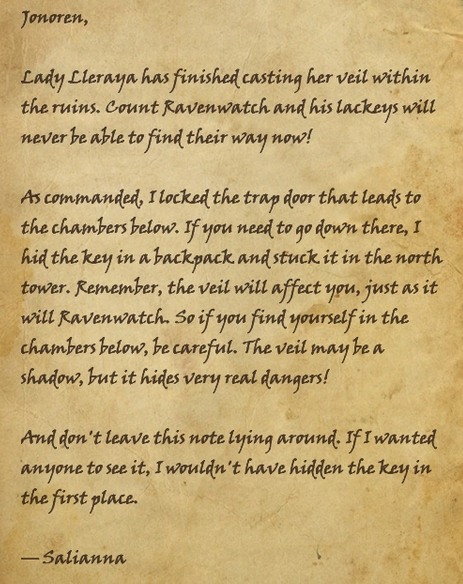 Jonoren,
Lady Lleraya has finished casting her veil within
the ruins. Count Ravenwatch and his lackeys will
never be able to find their way now!
As commanded, I locked the trap door that leads to
the chambers below. If you need to go down there, I
hid the key in a backpack and stuck it in the north
tower. Remember, the veil will affect you, just as it
will Ravenwatch. So if you find yourself in the
chambers below, be careful. The veil may be a
shadow, but it hides very real dangers!
And don't leave this note lying around. If I wanted
anyone to see it, I wouldn't have hidden the key in
the first place.
—Salianna